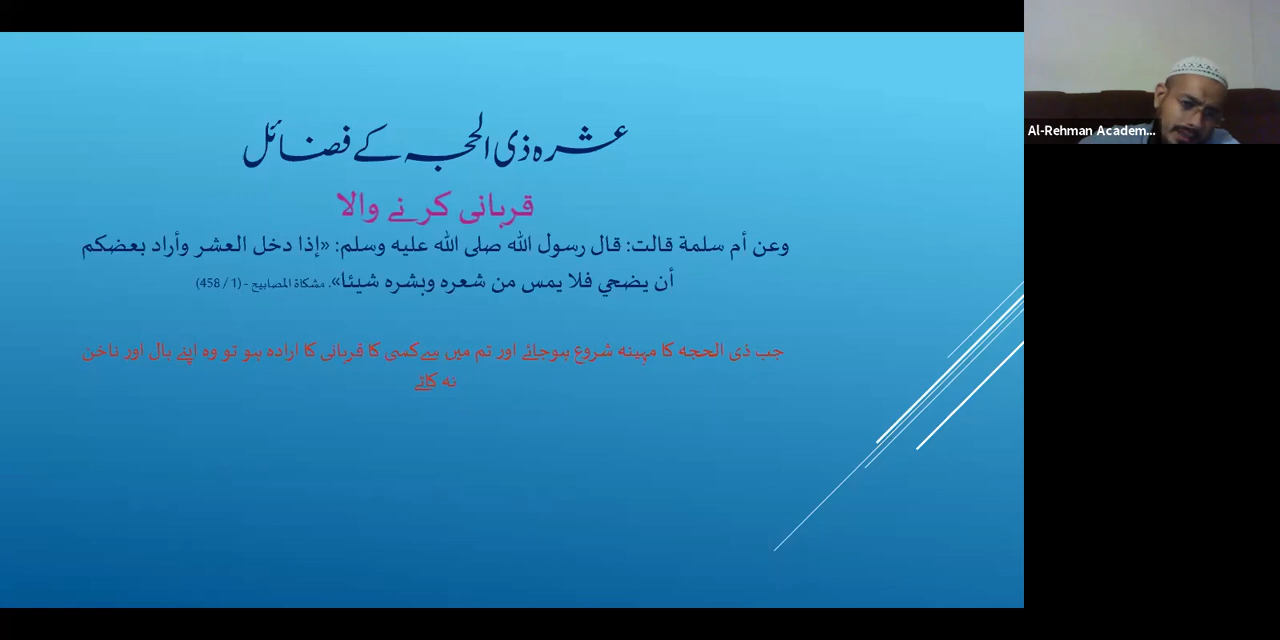 عشرہ ذی الحجہ کے فضائل
قربانی کرنے والا
وعن أم سلمة قالت: قال رسول الله صلى الله عليه وسلم: «إذا دخل العشر وأراد بعضكم
أن يضحي فلا يمس من شعره وبشره شيئا». مشكاة المصابيح - (1 / 458)
جب ذی الحجہ کا مہینہ شروع ہوجائے اور تم میں سےکسی کا قربانی کا ارادہ ہو تو وہ اپنے بال اور ناخن
نہ کاٹے
Al-Rehman Academ...